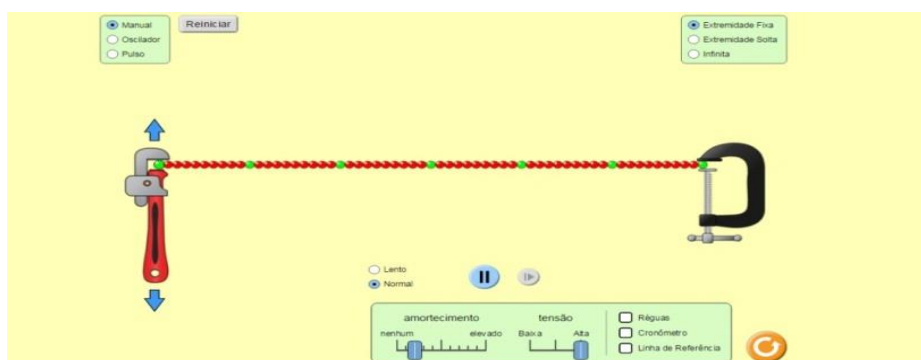 Manual
Oscilador
Pulso
Reiniciar
Extremidade Fixa
Extremidade Solta
Infinita
Lento
Normal
amortecimento
nenhum elevado
tensão
Baixa Alta
Réguas
Cronômetro
Linha de Referência